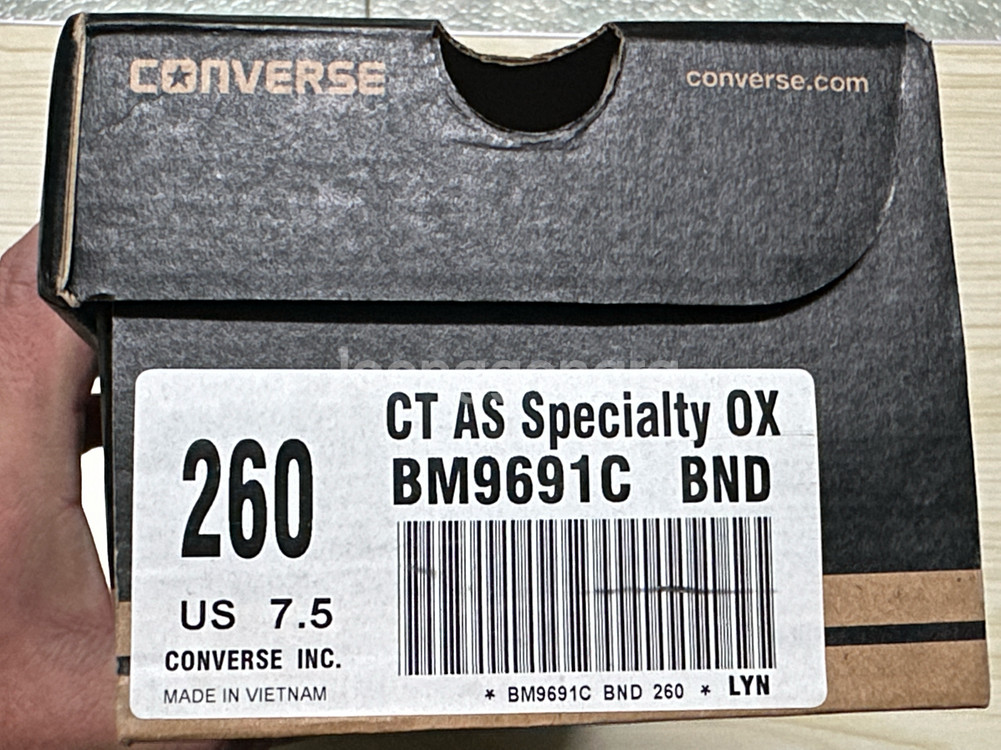 CONVERSE
converse.com
CT AS Specialty OX
260
BM9691C BND
US 7.5
CONVERSE INC.
MADE IN VIETNAM
* BM9691C BND 260 * LYN